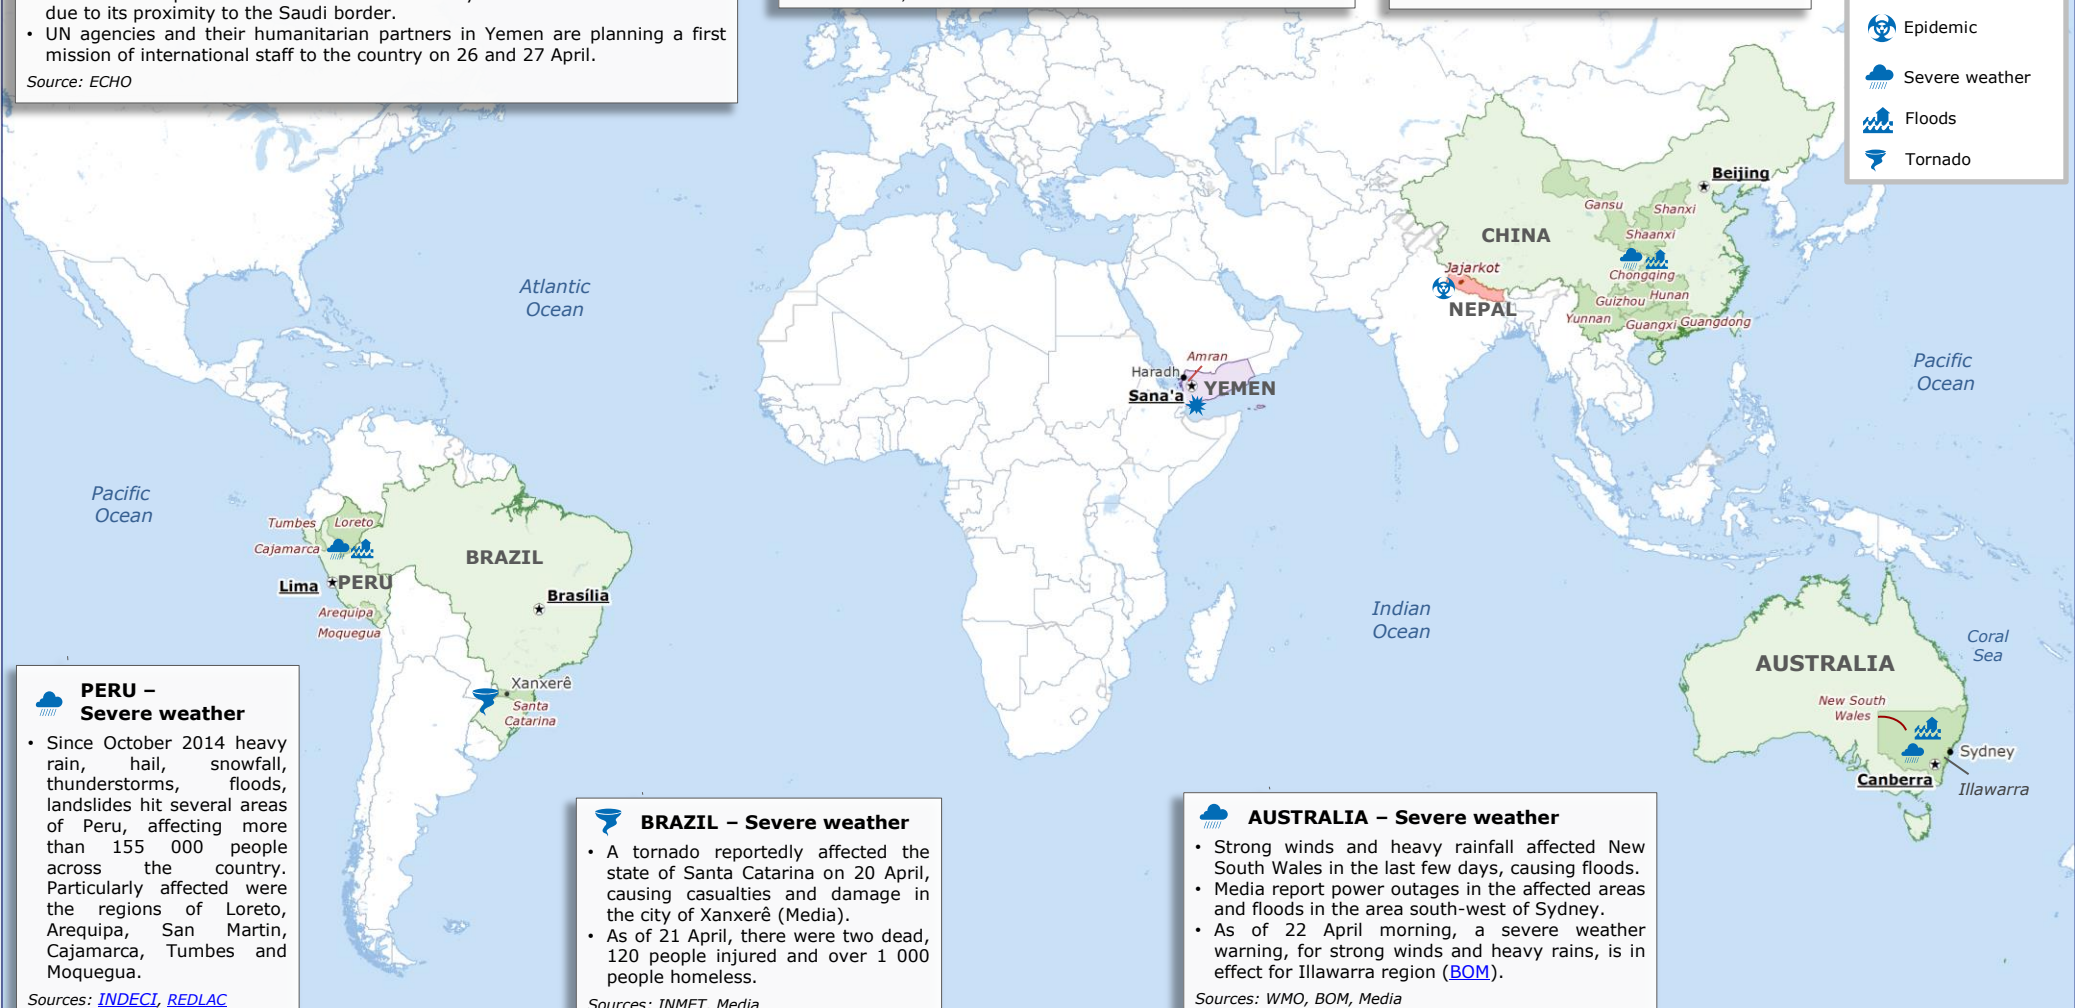 due to its proximity to the Saudi border.
• UN agencies and their humanitarian partners in Yemen are planning a first
mission of international staff to the country on 26 and 27 April.
Source: ECHO
Epidemic
Severe weather
Floods
Tornado
Beijing
Gansu
Shanxi
Shaanxi
CHINA
Chongqing
Jajarkot
NEPAL
Guizhou
Hunan
Yunnan
Guangxi
Guangdong
Atlantic
Ocean
Pacific
Ocean
Amran
Haradh
Sana'a
YEMEN
Pacific
Ocean
Tumbes
Loreto
Cajamarca
BRAZIL
Lima
PERU
Brasília
Arequipa
Moquegua
Indian
Ocean
Coral
Sea
AUSTRALIA
New South
Wales
Sydney
Canberra
Illawarra
Xanxerê
Santa
Catarina
PERU –
Severe weather
• Since October 2014 heavy
rain, hail, snowfall,
thunderstorms, floods,
landslides hit several areas
of Peru, affecting more
than 155 000 people
across the country.
Particularly affected were
the regions of Loreto,
Arequipa, San Martin,
Cajamarca, Tumbes and
Moquegua.
Sources: INDECI, REDLAC
BRAZIL – Severe weather
• A tornado reportedly affected the
state of Santa Catarina on 20 April,
causing casualties and damage in
the city of Xanxerê (Media).
• As of 21 April, there were two dead,
120 people injured and over 1 000
people homeless.
Sources: INMET, Media
AUSTRALIA – Severe weather
• Strong winds and heavy rainfall affected New
South Wales in the last few days, causing floods.
• Media report power outages in the affected areas
and floods in the area south-west of Sydney.
• As of 22 April morning, a severe weather
warning, for strong winds and heavy rains, is in
effect for Illawarra region (BOM).
Sources: WMO, BOM, Media